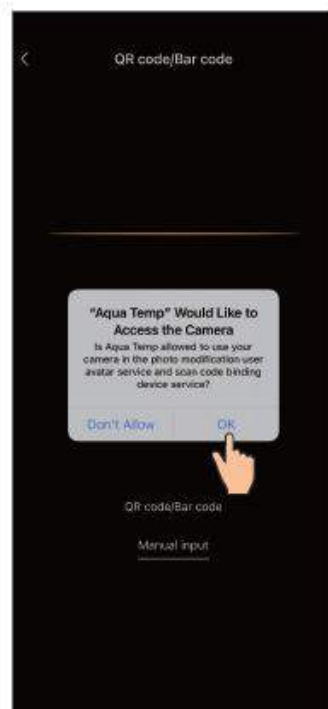 QR code/Bar code
"Aqua Temp" Would Like to
Access the Camera
Is Aqua Temp allowed to use your
camera in the photo modification user
avatar service and scan code binding
device service?
Don't Allow
OK
QR code/Bar code
Manual input